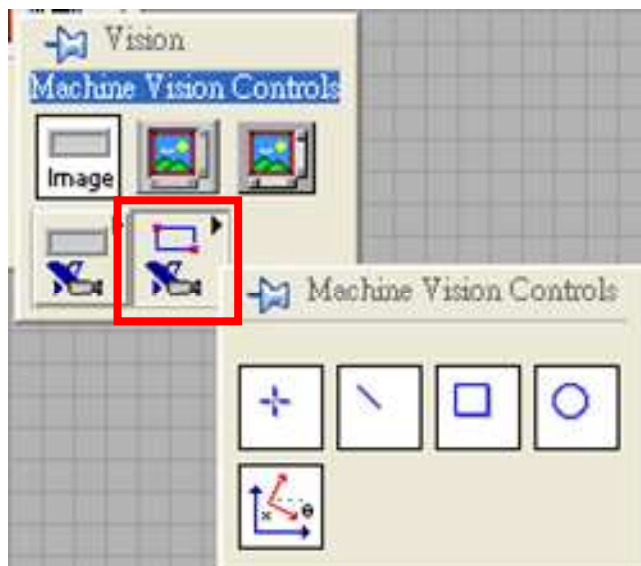 Vision
Machine Vision Controls
Image
Machine Vision Controls
x θ